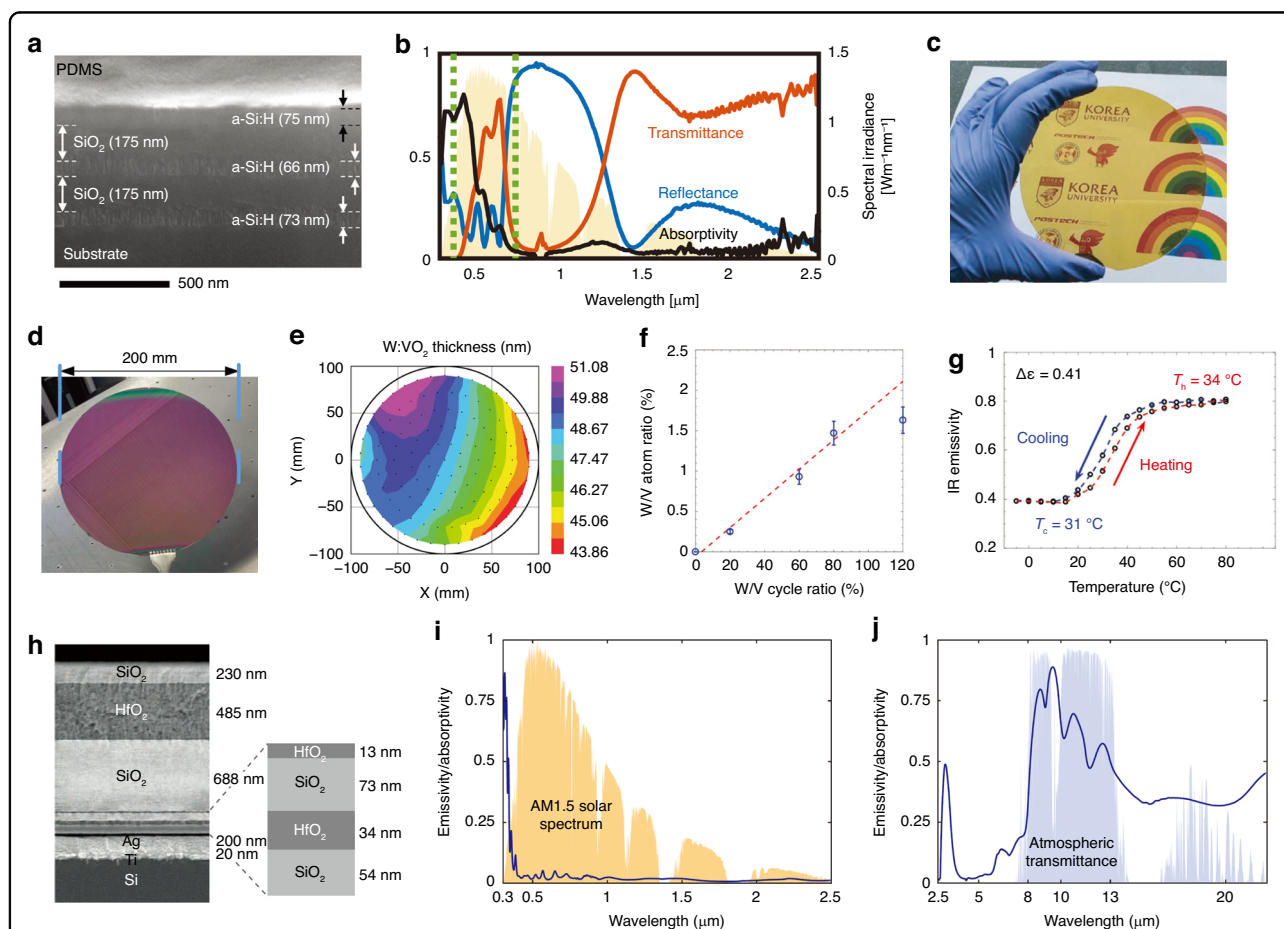 a
PDMS
a-Si:H (75 nm)
SiO2 (175 nm)
a-Si:H (66 nm)
SiO2 (175 nm)
a-Si:H (73 nm)
Substrate
500 nm
b
1
0.5
0
1.5
1
0.5
0
Transmittance
Reflectance
Absorptivity
0.5
1
1.5
2
2.5
Wavelength [μm]
Spectral irradiance
[Wm⁻¹nm⁻¹]
c
KOREA
UNIVERSITY
POSTECH
KOREA
UNIVERSITY
POSTECH
d
200 mm
e
W:VO2 thickness (nm)
100
50
0
−50
−100
Y (mm)
−100
−50
0
50
100
X (mm)
51.08
49.88
48.67
47.47
46.27
45.06
43.86
f
2.5
2
1.5
1
0.5
0
W/V atom ratio (%)
0
20
40
60
80
100
120
W/V cycle ratio (%)
g
1
0.8
0.6
0.4
0.2
IR emissivity
Δε = 0.41
Th = 34 °C
Cooling
Heating
Tc = 31 °C
0
20
40
60
80
Temperature (°C)
h
SiO2
230 nm
HfO2
485 nm
SiO2
688 nm
Ag
200 nm
Ti
20 nm
Si
HfO2
13 nm
SiO2
73 nm
HfO2
34 nm
SiO2
54 nm
i
1
0.75
0.5
0.25
0
Emissivity/absorptivity
AM1.5 solar
spectrum
0.3
0.5
1
1.5
2
2.5
Wavelength (μm)
j
1
0.75
0.5
0.25
0
Emissivity/absorptivity
Atmospheric
transmittance
2.5
5
8
10
13
20
Wavelength (μm)